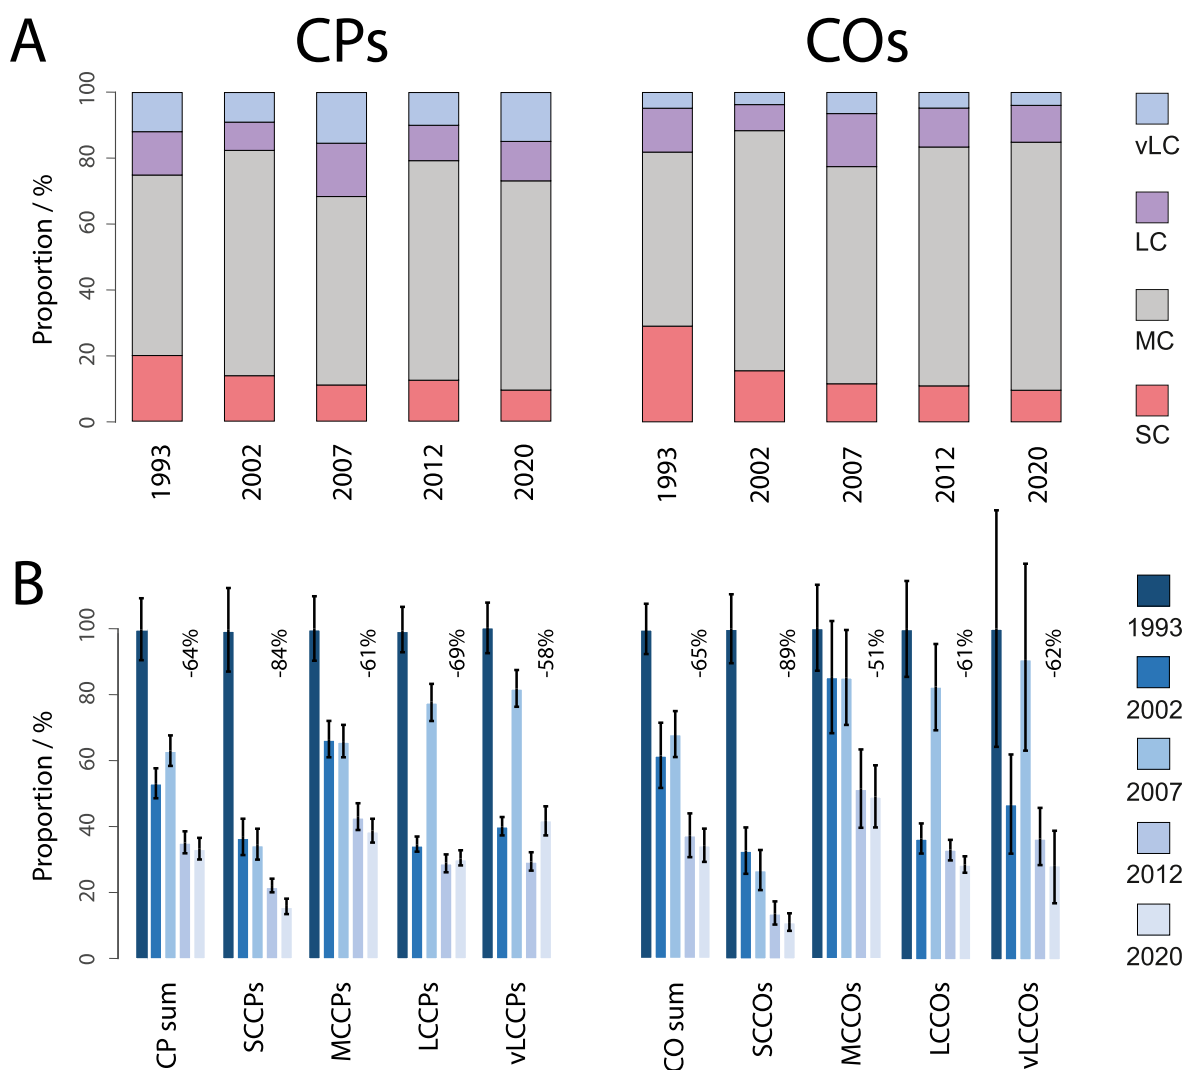 A
CPs
COs
Proportion / %
0
20
40
60
80
100
1993
2002
2007
2012
2020
1993
2002
2007
2012
2020
vLC
LC
MC
SC
B
Proportion / %
0
20
40
60
80
100
-64%
-84%
-61%
-69%
-58%
-65%
-89%
-51%
-61%
-62%
CP sum
SCCPs
MCCPs
LCCPs
vLCCPs
CO sum
SCCOs
MCCOs
LCCOs
vLCCOs
1993
2002
2007
2012
2020